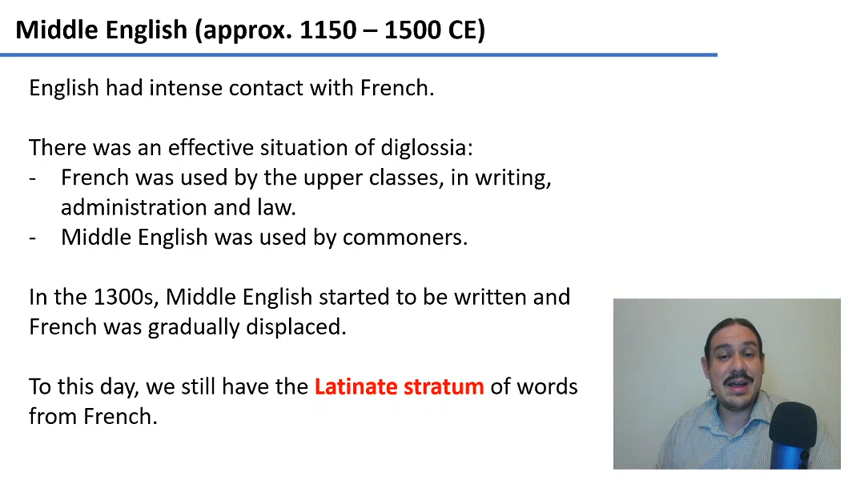 Middle English (approx. 1150 – 1500 CE)
English had intense contact with French.
There was an effective situation of diglossia:
- French was used by the upper classes, in writing,
administration and law.
- Middle English was used by commoners.
In the 1300s, Middle English started to be written and
French was gradually displaced.
To this day, we still have the Latinate stratum of words
from French.